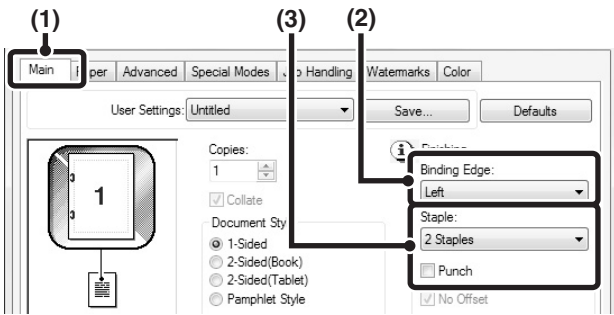 (1) (3) (2)
Main Paper Advanced Special Modes Job Handling Watermarks Color
User Settings: Untitled Save... Defaults
Copies:
1
Collate
Document Sty
1-Sided
2-Sided(Book)
2-Sided(Tablet)
Pamphlet Style
1
Binding Edge:
Left
Staple:
2 Staples
Punch
No Offset